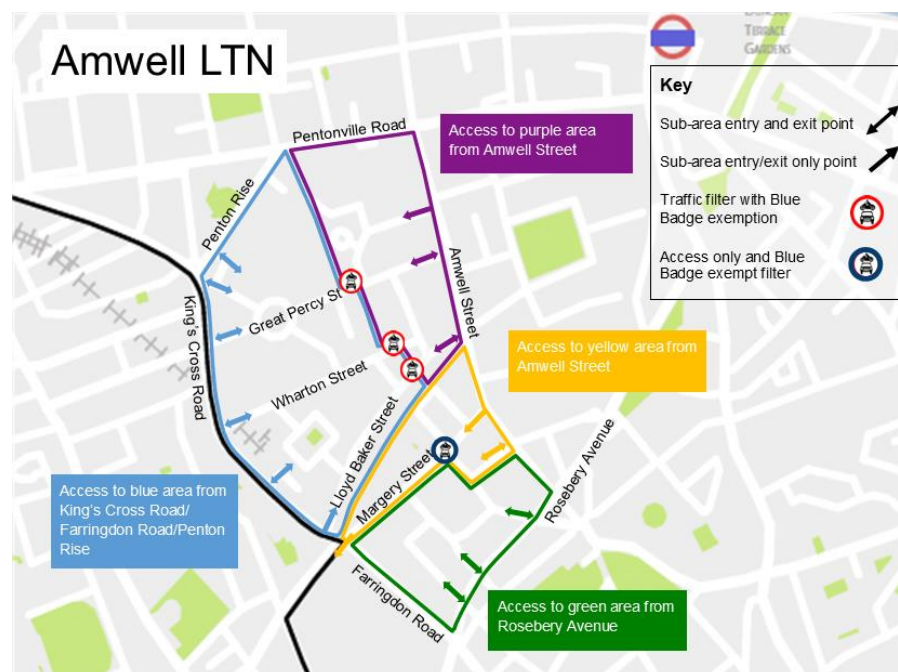 Amwell LTN
TERRACE
GARDENS
Key
Sub-area entry and exit point
Sub-area entry/exit only point
Traffic filter with Blue
Badge exemption
Access only and Blue
Badge exempt filter
Pentonville Road
Access to purple area
from Amwell Street
Penton Rise
Amwell Street
Great Percy St
King's Cross Road
Wharton Street
Access to yellow area from
Amwell Street
Lloyd Baker Street
Rosebery Avenue
Margery Street
Access to blue area from
King's Cross Road/
Farringdon Road/Penton
Rise
Farringdon Road
Access to green area from
Rosebery Avenue